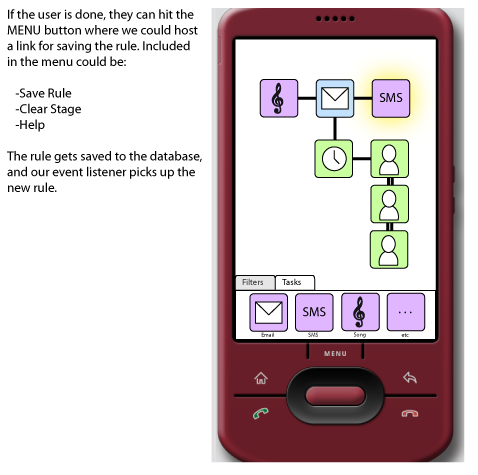 If the user is done, they can hit the
MENU button where we could host
a link for saving the rule. Included
in the menu could be:
-Save Rule
-Clear Stage
-Help
The rule gets saved to the database,
and our event listener picks up the
new rule.
SMS
Filters
Tasks
SMS
...
Email
SMS
Song
etc
MENU